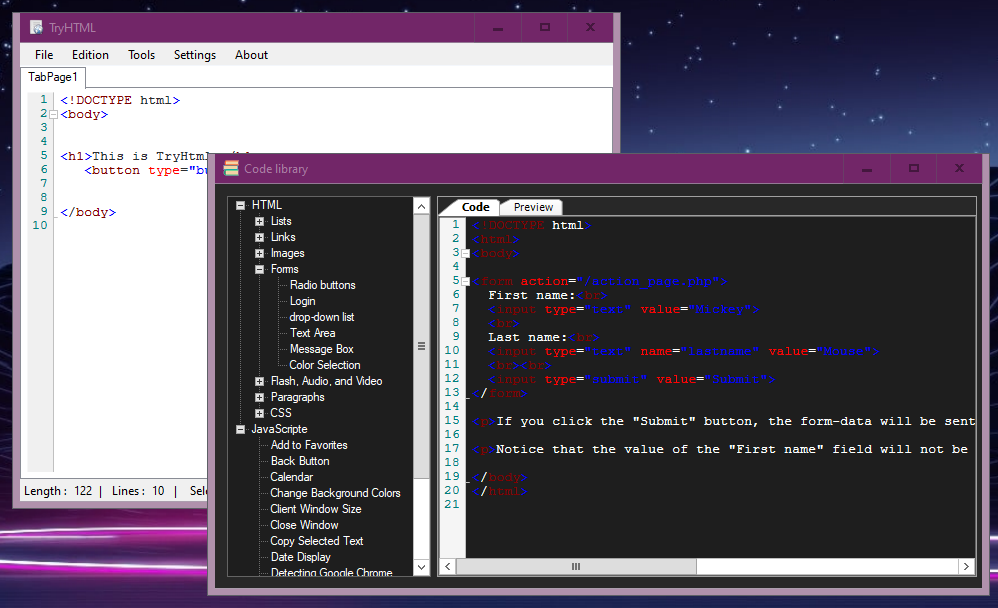 TryHTML
File Edition Tools Settings About
TabPage1
1 <!DOCTYPE html>
2 <body>
3
4
5 <h1>This is TryHtml
6 <button type="bu
7
8
9 </body>
10
Length : 122 | Lines : 10 | Sele
Code library
HTML
Lists
Links
Images
Forms
Radio buttons
Login
drop-down list
Text Area
Message Box
Color Selection
Flash, Audio, and Video
Paragraphs
CSS
JavaScripte
Add to Favorites
Back Button
Calendar
Change Background Colors
Client Window Size
Close Window
Copy Selected Text
Date Display
Detecting Google Chrome
Code Preview
1 <!DOCTYPE html>
2 <html>
3 <body>
4
5 <form action="/action_page.php">
6 First name:<br>
7 <input type="text" value="Mickey">
8 <br>
9 Last name:<br>
10 <input type="text" name="lastname" value="Mouse">
11 <br><br>
12 <input type="submit" value="Submit">
13 </form>
14
15 <p>If you click the "Submit" button, the form-data will be sent
16
17 <p>Notice that the value of the "First name" field will not be
18
19 </body>
20 </html>
21